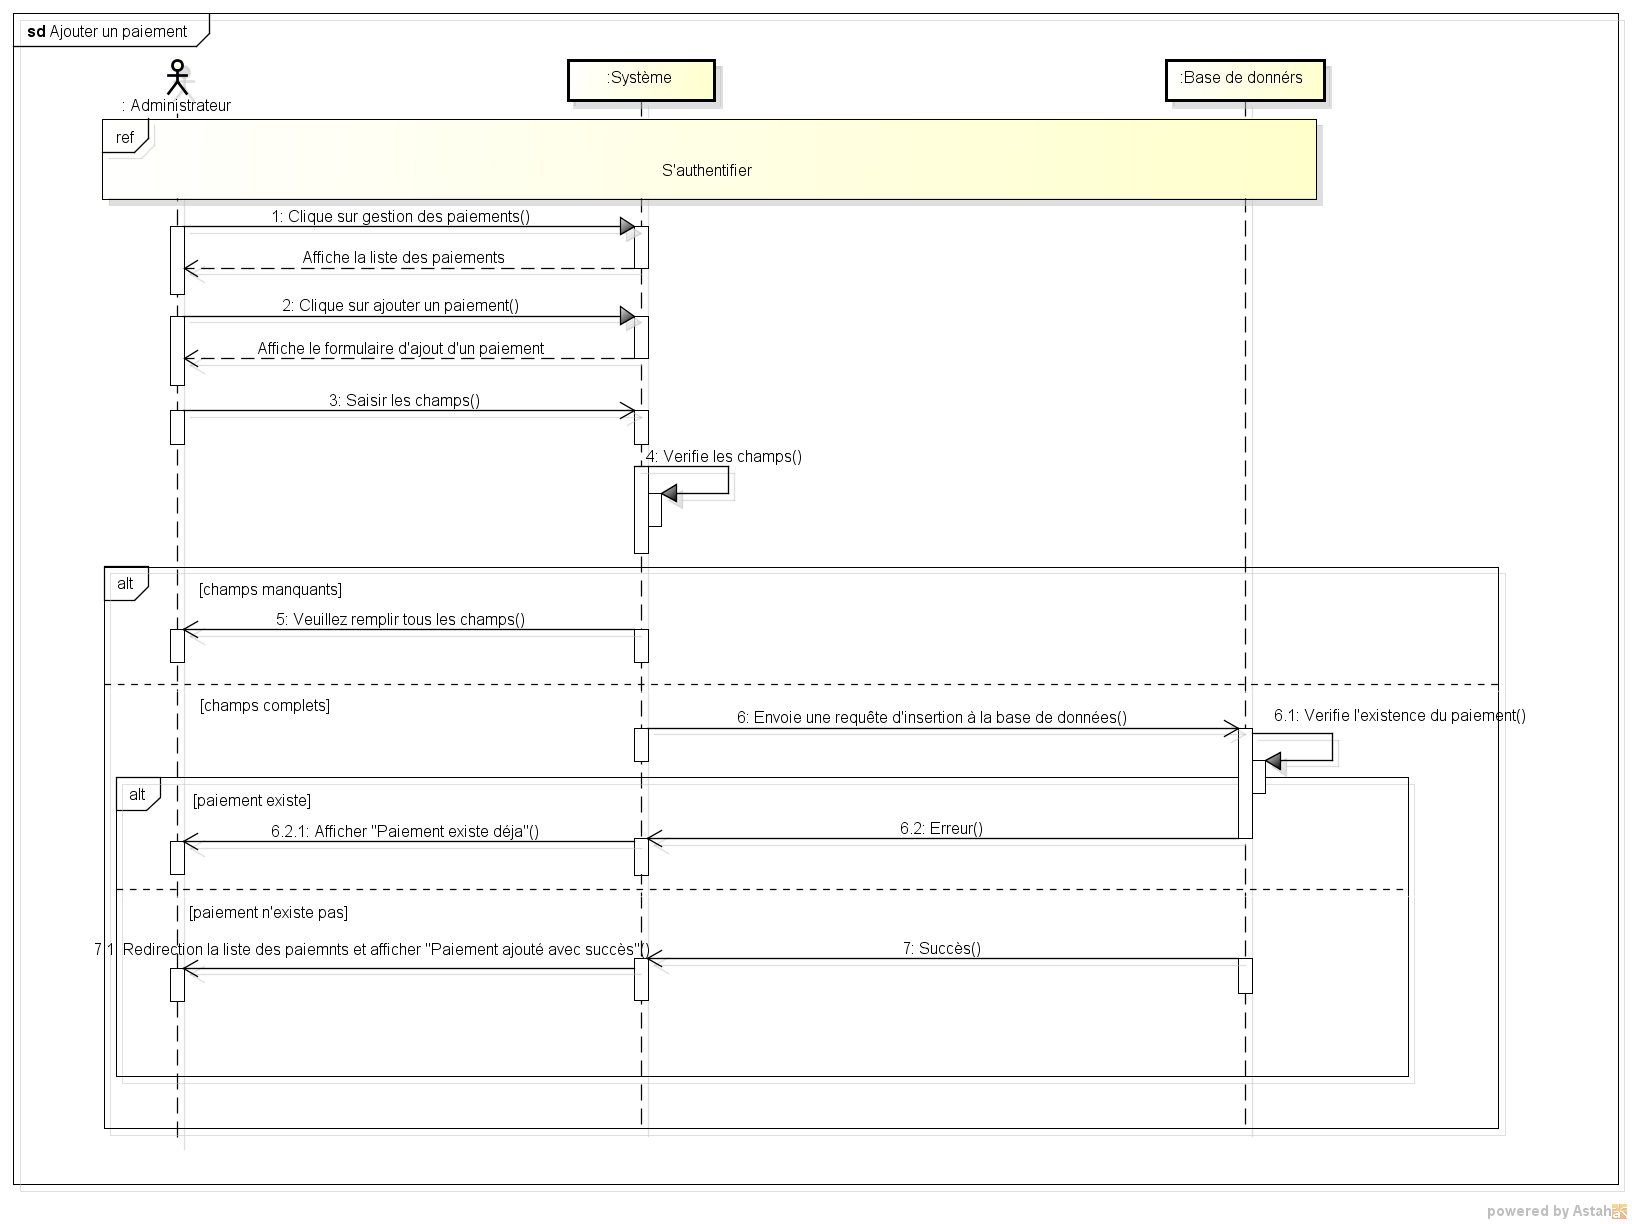 sd Ajouter un paiement
: Administrateur
:Système
:Base de donnérs
ref
S'authentifier
1: Clique sur gestion des paiements()
Affiche la liste des paiements
2: Clique sur ajouter un paiement()
Affiche le formulaire d'ajout d'un paiement
3: Saisir les champs()
4: Verifie les champs()
alt
[champs manquants]
5: Veuillez remplir tous les champs()
[champs complets]
6: Envoie une requête d'insertion à la base de données()
6.1: Verifie l'existence du paiement()
alt
[paiement existe]
6.2.1: Afficher "Paiement existe déja"()
6.2: Erreur()
[paiement n'existe pas]
7.1: Redirection la liste des paiemnts et afficher "Paiement ajouté avec succès"()
7: Succès()
powered by Astah